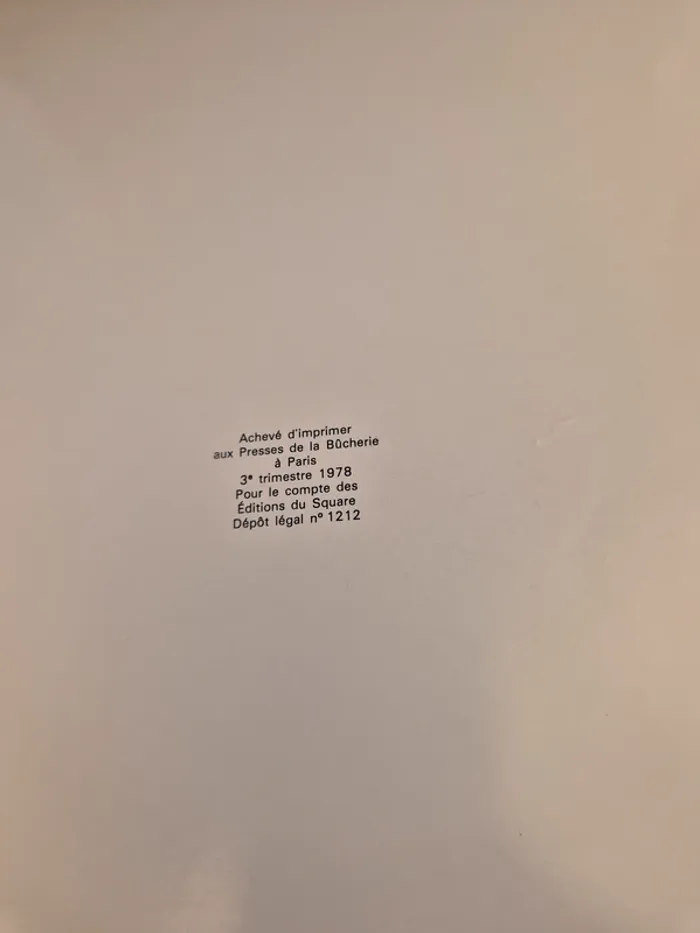 Achevé d'imprimer
aux Presses de la Bûcherie
à Paris
3ᵉ trimestre 1978
Pour le compte des
Éditions du Square
Dépôt légal nº 1212